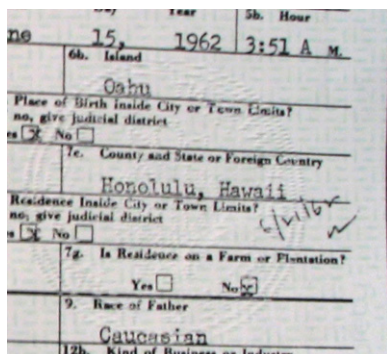 Year 5b. Hour
ne 15, 1962 3:51 A M.
6b. Island
Oahu
Place of Birth Inside City or Town Limits?
no, give judicial district
es No
7c. County and State or Foreign Country
Honolulu, Hawaii
Residence Inside City or Town Limits?
no, give judicial district
No
7g. Is Residence on a Farm or Plantation?
Yes No
9. Race of Father
Caucasian
12b. Kind of Business or Industry